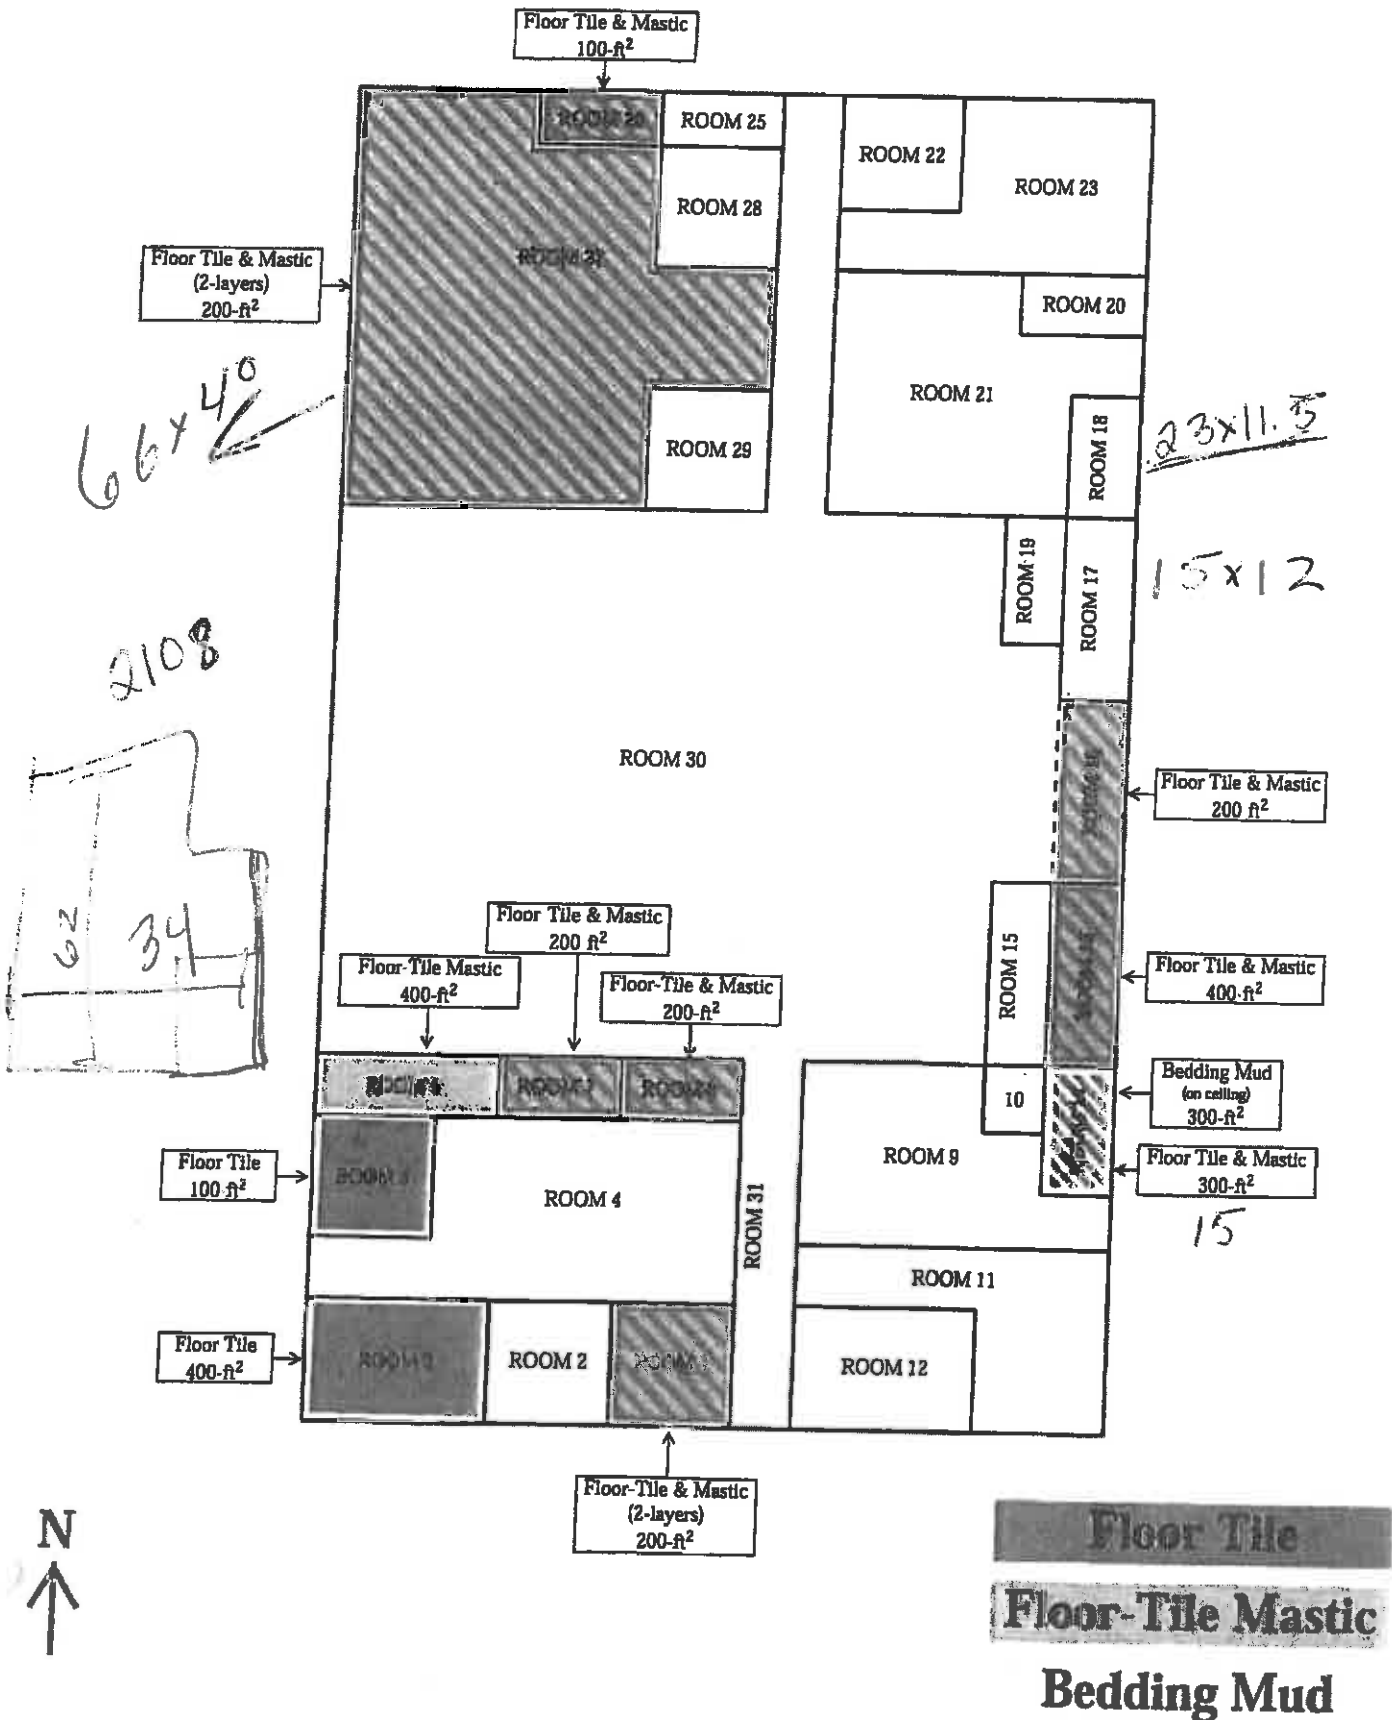 Floor Tile & Mastic
100-ft²
ROOM 25
ROOM 22
ROOM 23
ROOM 28
Floor Tile & Mastic
(2-layers)
200-ft²
ROOM 20
66x40
ROOM 21
ROOM 18
23x11.5
ROOM 29
ROOM 19
ROOM 17
15x12
2108
ROOM 30
Floor Tile & Mastic
200 ft²
62
34
Floor Tile & Mastic
200 ft²
Floor-Tile Mastic
400-ft²
Floor-Tile & Mastic
200-ft²
ROOM 15
Floor Tile & Mastic
400-ft²
10
Bedding Mud
(on ceiling)
300-ft²
Floor Tile
100 ft²
ROOM 4
ROOM 31
ROOM 9
Floor Tile & Mastic
300-ft²
15
ROOM 11
Floor Tile
400-ft²
ROOM 2
ROOM 12
Floor-Tile & Mastic
(2-layers)
200-ft²
N
Floor Tile
Floor-Tile Mastic
Bedding Mud